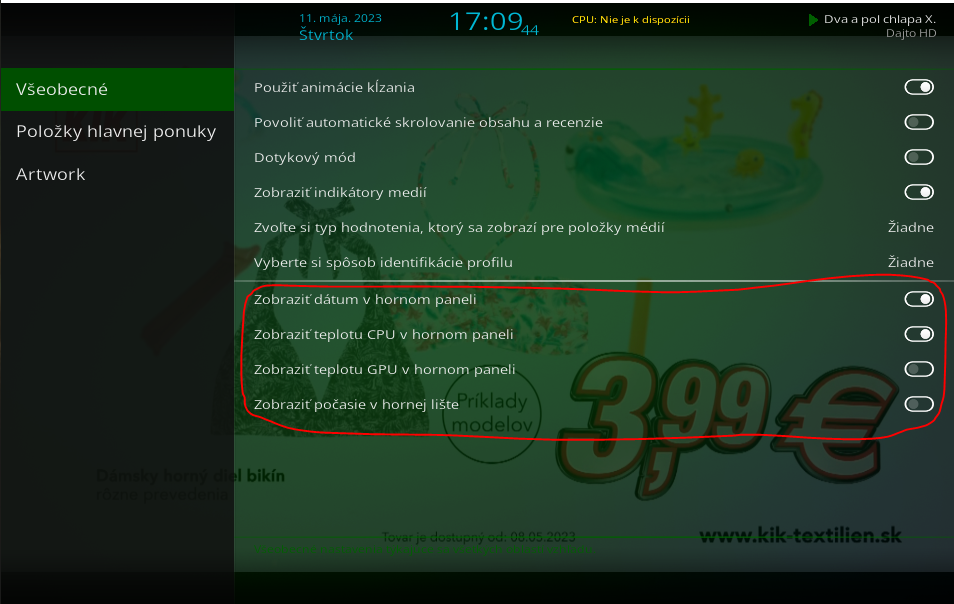 11. mája. 2023
Štvrtok
17:09
44
CPU: Nie je k dispozícii
Dva a pol chlapa X.
Dajto HD
Všeobecné
Položky hlavnej ponuky
Artwork
Použiť animácie kĺzania
Povoliť automatické skrolovanie obsahu a recenzie
Dotykový mód
Zobraziť indikátory medií
Zvoľte si typ hodnotenia, ktorý sa zobrazí pre položky médií
Žiadne
Vyberte si spôsob identifikácie profilu
Žiadne
Zobraziť dátum v hornom paneli
Zobraziť teplotu CPU v hornom paneli
Zobraziť teplotu GPU v hornom paneli
Zobraziť počasie v hornej lište
Príklady
modelov
3,99 €
Dámsky horný diel bikín
rôzne prevedenia
Tovar je dostupný od: 08.05.2023
www.kik-textilien.sk